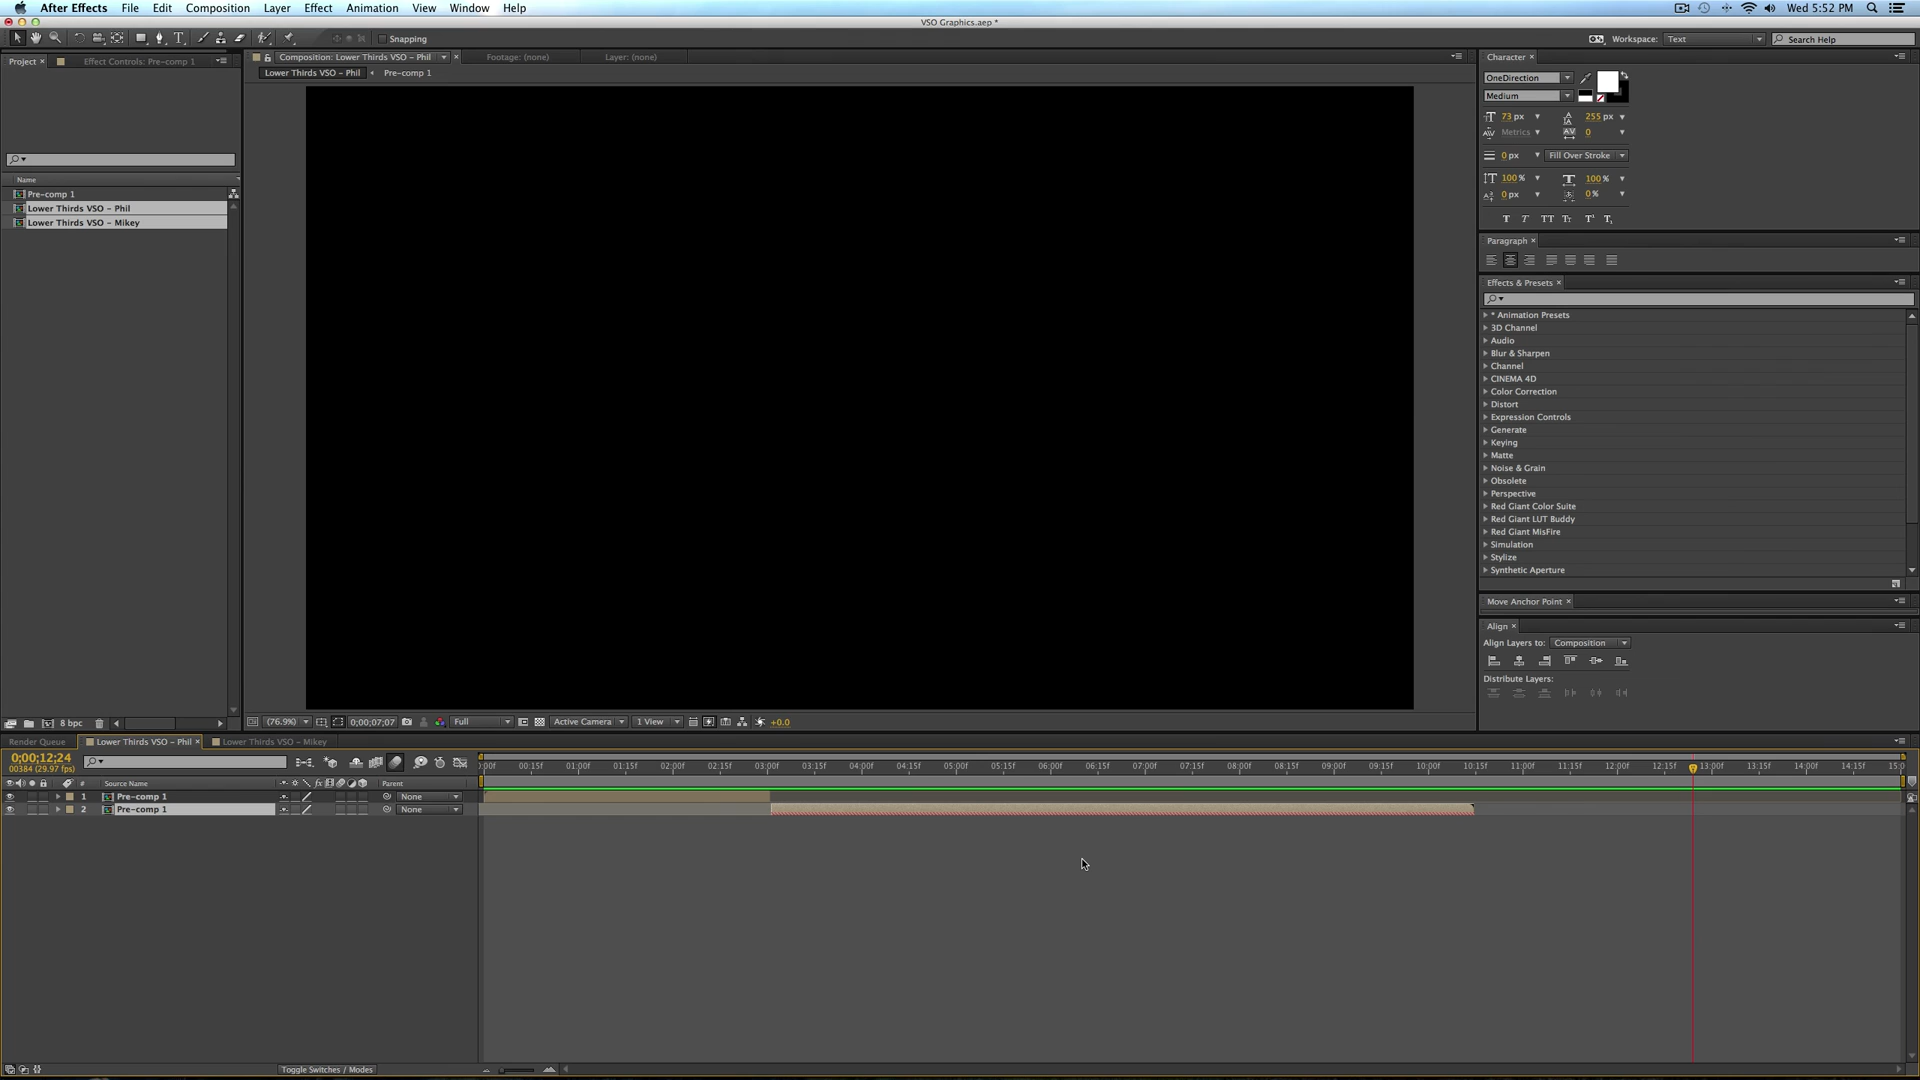 After Effects File Edit Composition Layer Effect Animation View Window Help Wed 5:52 PM
VSO Graphics.aep *
Snapping Workspace: Text Search Help
Project Effect Controls: Pre-comp 1
Composition: Lower Thirds VSO – Phil Footage: (none) Layer: (none)
Lower Thirds VSO – Phil Pre-comp 1
Name
Pre-comp 1
Lower Thirds VSO – Phil
Lower Thirds VSO – Mikey
8 bpc
(76.9%) 0;00;07;07 Full Active Camera 1 View +0.0
Character
OneDirection
Medium
73 px 255 px
Metrics 0
0 px Fill Over Stroke
100 % 100 %
0 px 0 %
T T TT Tt T¹ T₁
Paragraph
Effects & Presets
* Animation Presets
3D Channel
Audio
Blur & Sharpen
Channel
CINEMA 4D
Color Correction
Distort
Expression Controls
Generate
Keying
Matte
Noise & Grain
Obsolete
Perspective
Red Giant Color Suite
Red Giant LUT Buddy
Red Giant MisFire
Simulation
Stylize
Synthetic Aperture
Move Anchor Point
Align
Align Layers to: Composition
Distribute Layers:
Render Queue Lower Thirds VSO – Phil Lower Thirds VSO – Mikey
0;00;12;24
00384 (29.97 fps)
:00f 00:15f 01:00f 01:15f 02:00f 02:15f 03:00f 03:15f 04:00f 04:15f 05:00f 05:15f 06:00f 06:15f 07:00f 07:15f 08:00f 08:15f 09:00f 09:15f 10:00f 10:15f 11:00f 11:15f 12:00f 12:15f 13:00f 13:15f 14:00f 14:15f 15:0
# Source Name Parent
1 Pre-comp 1 None
2 Pre-comp 1 None
Toggle Switches / Modes